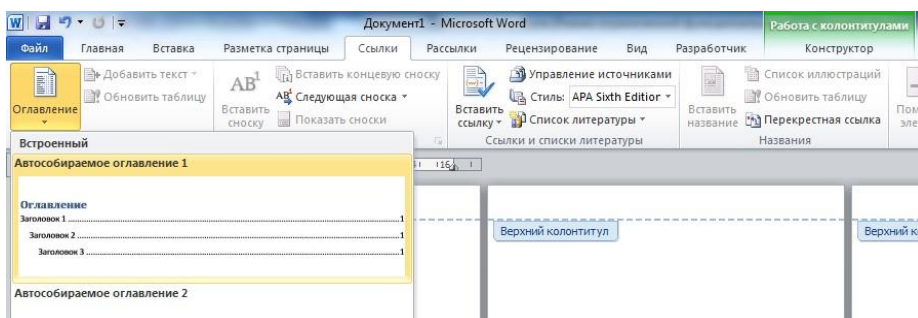 Документ1 - Microsoft Word
Работа с колонтитулами
Файл Главная Вставка Разметка страницы Ссылки Рассылки Рецензирование Вид Разработчик Конструктор
Оглавление
Добавить текст
Обновить таблицу
AB1
Вставить сноску
Вставить концевую сноску
AB1 Следующая сноска
Показать сноски
Вставить ссылку
Управление источниками
Стиль: APA Sixth Edition
Список литературы
Ссылки и списки литературы
Вставить название
Список иллюстраций
Обновить таблицу
Перекрестная ссылка
Названия
Встроенный
Автособираемое оглавление 1
Оглавление
Заголовок 1 1
Заголовок 2 1
Заголовок 3 1
Автособираемое оглавление 2
16
Верхний колонтитул